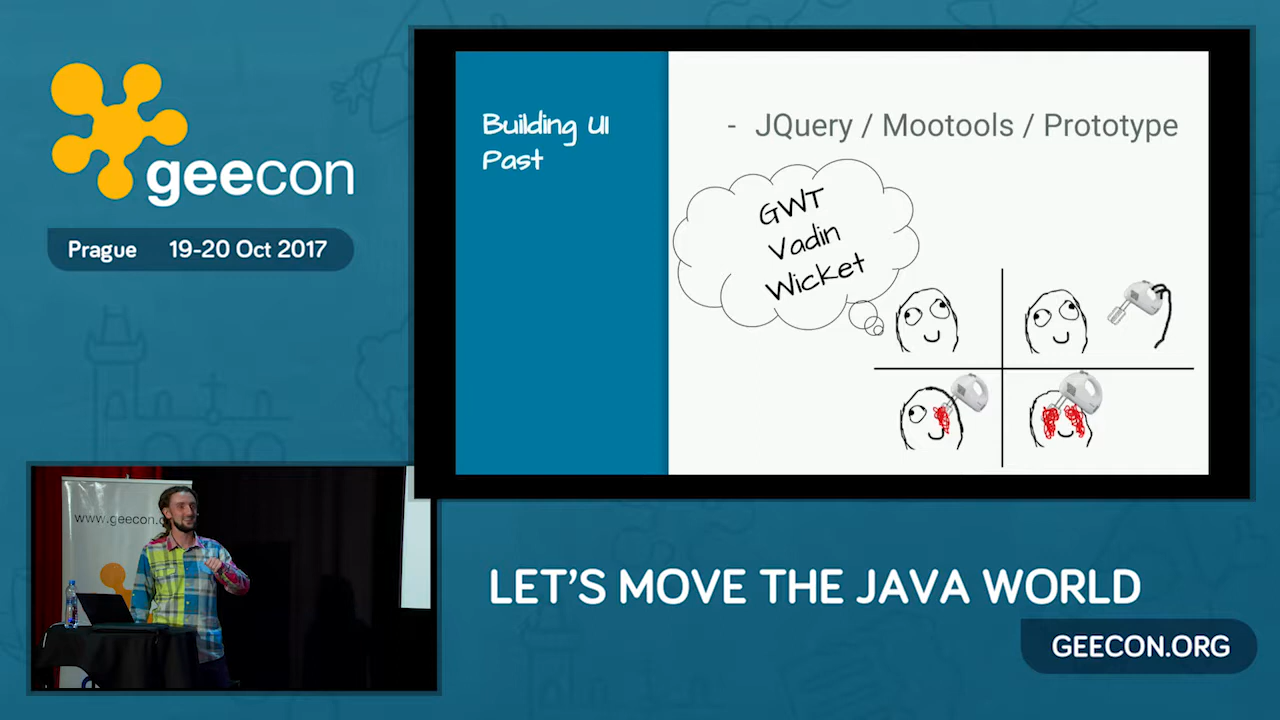 geecon
Prague 19-20 Oct 2017
Building UI
Past
- JQuery / Mootools / Prototype
GWT
Vadin
Wicket
www.geecon.o
LET'S MOVE THE JAVA WORLD
GEECON.ORG